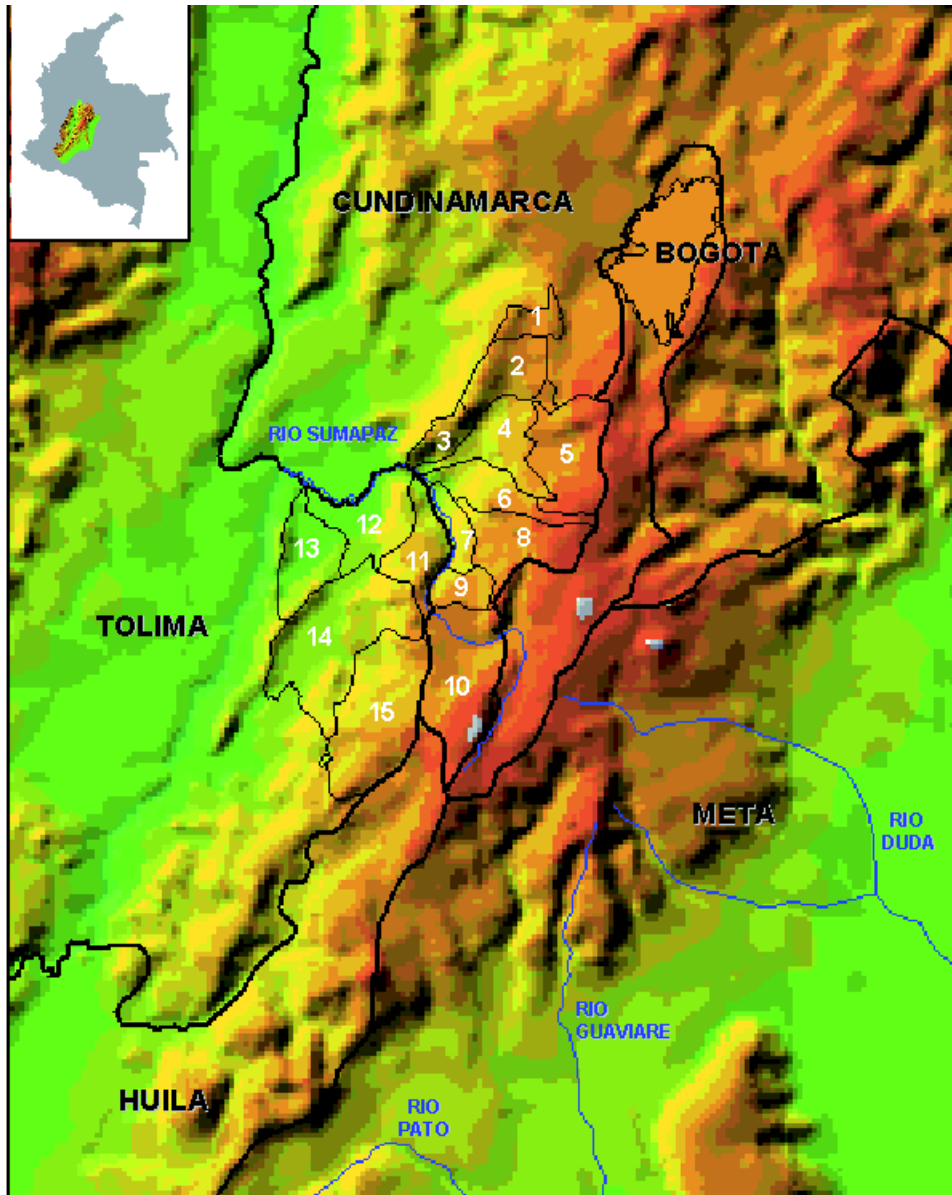 CUNDINAMARCA
BOGOTA
1
2
3
4
RIO SUMAPAZ
5
6
12
7
8
13
11
9
TOLIMA
14
10
15
META
RIO
DUDA
RIO
GUAVIARE
HUILA
RIO
PATO